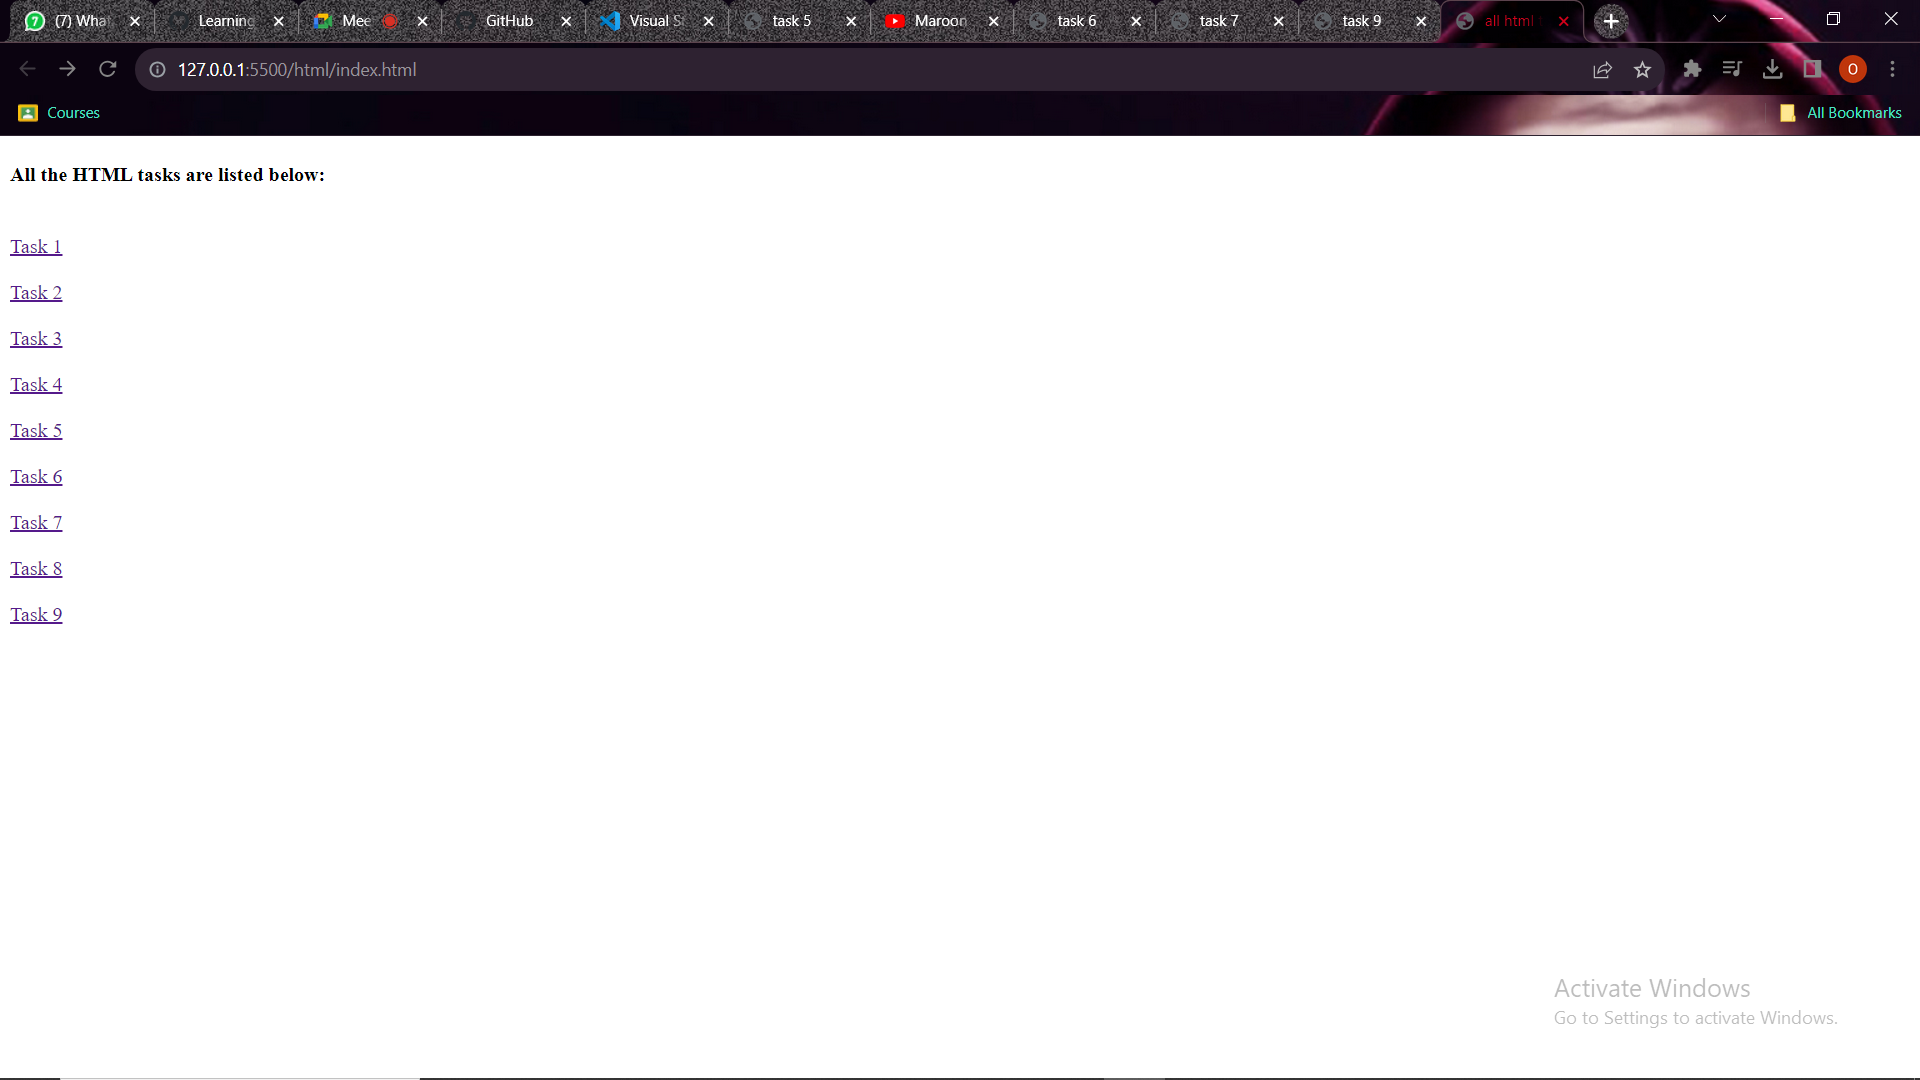 (7) What
Learning
Mee
GitHub
Visual St
task 5
Maroon
task 6
task 7
task 9
all html t
127.0.0.1:5500/html/index.html
O
Courses
All Bookmarks
All the HTML tasks are listed below:
Task 1
Task 2
Task 3
Task 4
Task 5
Task 6
Task 7
Task 8
Task 9
Activate Windows
Go to Settings to activate Windows.